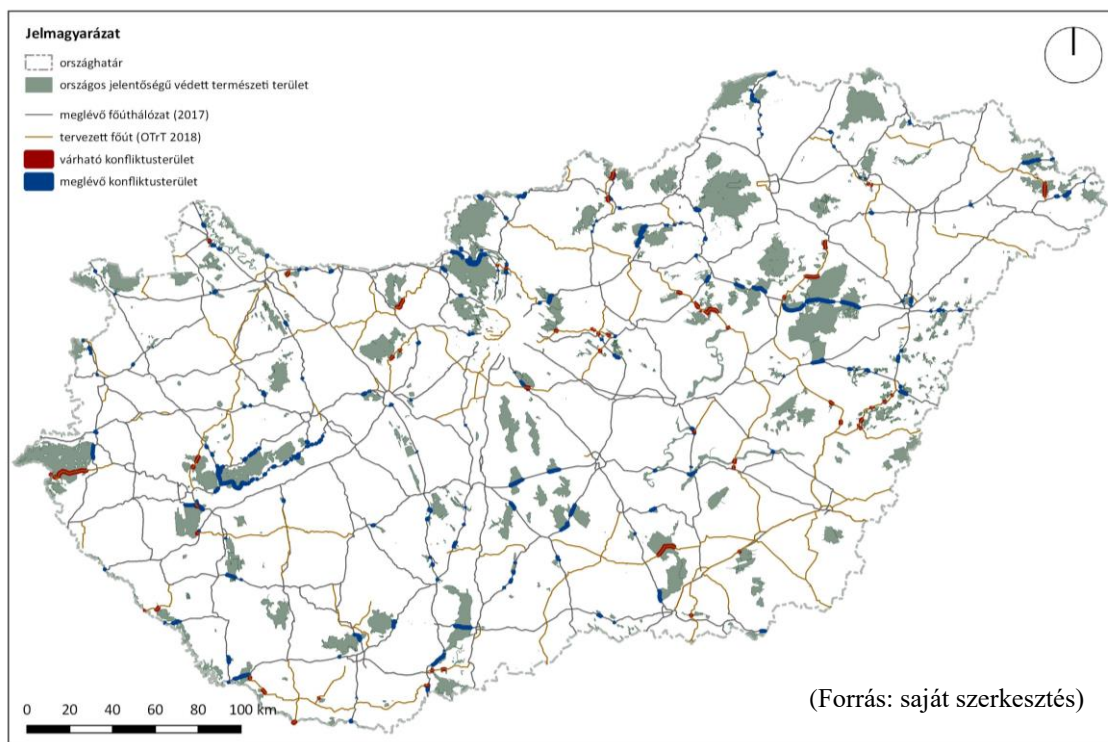 Jelmagyarázat
országhatár
országos jelentőségű védett természeti terület
meglévő főúthálózat (2017)
tervezett főút (OTrT 2018)
várható konfliktusterület
meglévő konfliktusterület
(Forrás: saját szerkesztés)
0 20 40 60 80 100 km